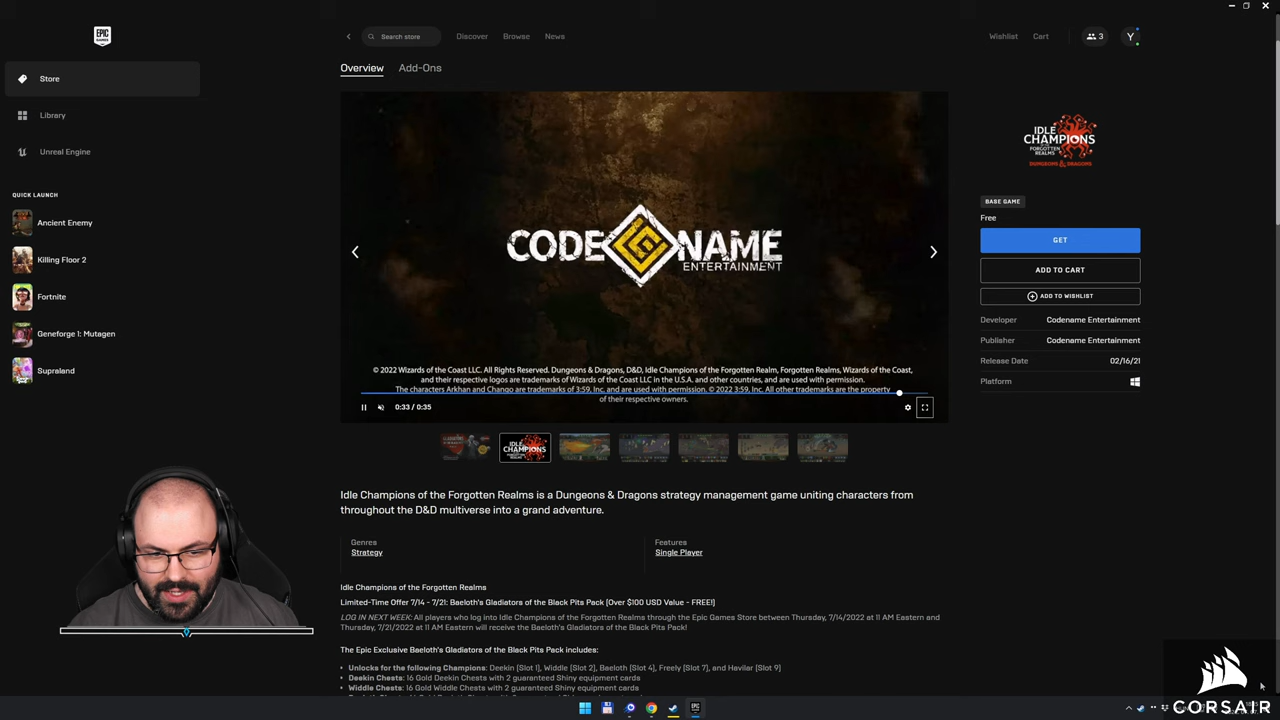 EPIC
GAMES
Search store
Discover
Browse
News
Wishlist
Cart
3
Y
Store
Library
Unreal Engine
QUICK LAUNCH
Ancient Enemy
Killing Floor 2
Fortnite
Geneforge 1: Mutagen
Supraland
Overview
Add-Ons
CODENAME
ENTERTAINMENT
© 2022 Wizards of the Coast LLC. All Rights Reserved. Dungeons & Dragons, D&D, Idle Champions of the Forgotten Realm, Forgotten Realms, Wizards of the Coast,
and their respective logos are trademarks of Wizards of the Coast LLC in the U.S.A. and other countries, and are used with permission.
The characters Arkhan and Chango are trademarks of 3:59, Inc. and are used with permission. © 2022 3:59, Inc. All other trademarks are the property
of their respective owners.
0:33 / 0:35
IDLE
CHAMPIONS
Idle Champions of the Forgotten Realms is a Dungeons & Dragons strategy management game uniting characters from
throughout the D&D multiverse into a grand adventure.
Genres
Strategy
Features
Single Player
Idle Champions of the Forgotten Realms
Limited-Time Offer 7/14 - 7/21: Baeloth's Gladiators of the Black Pits Pack [Over $100 USD Value - FREE!]
LOG IN NEXT WEEK: All players who log into Idle Champions of the Forgotten Realms through the Epic Games Store between Thursday, 7/14/2022 at 11 AM Eastern and
Thursday, 7/21/2022 at 11 AM Eastern will receive the Baeloth's Gladiators of the Black Pits Pack!
The Epic Exclusive Baeloth's Gladiators of the Black Pits Pack includes:
• Unlocks for the following Champions: Deekin [Slot 1], Widdle [Slot 2], Baeloth [Slot 4], Freely [Slot 7], and Havilar [Slot 9]
• Deekin Chests: 16 Gold Deekin Chests with 2 guaranteed Shiny equipment cards
• Widdle Chests: 16 Gold Widdle Chests with 2 guaranteed Shiny equipment cards
IDLE
CHAMPIONS
FORGOTTEN
REALMS
DUNGEONS & DRAGONS
BASE GAME
Free
GET
ADD TO CART
ADD TO WISHLIST
Developer
Codename Entertainment
Publisher
Codename Entertainment
Release Date
02/16/21
Platform
CORSAIR